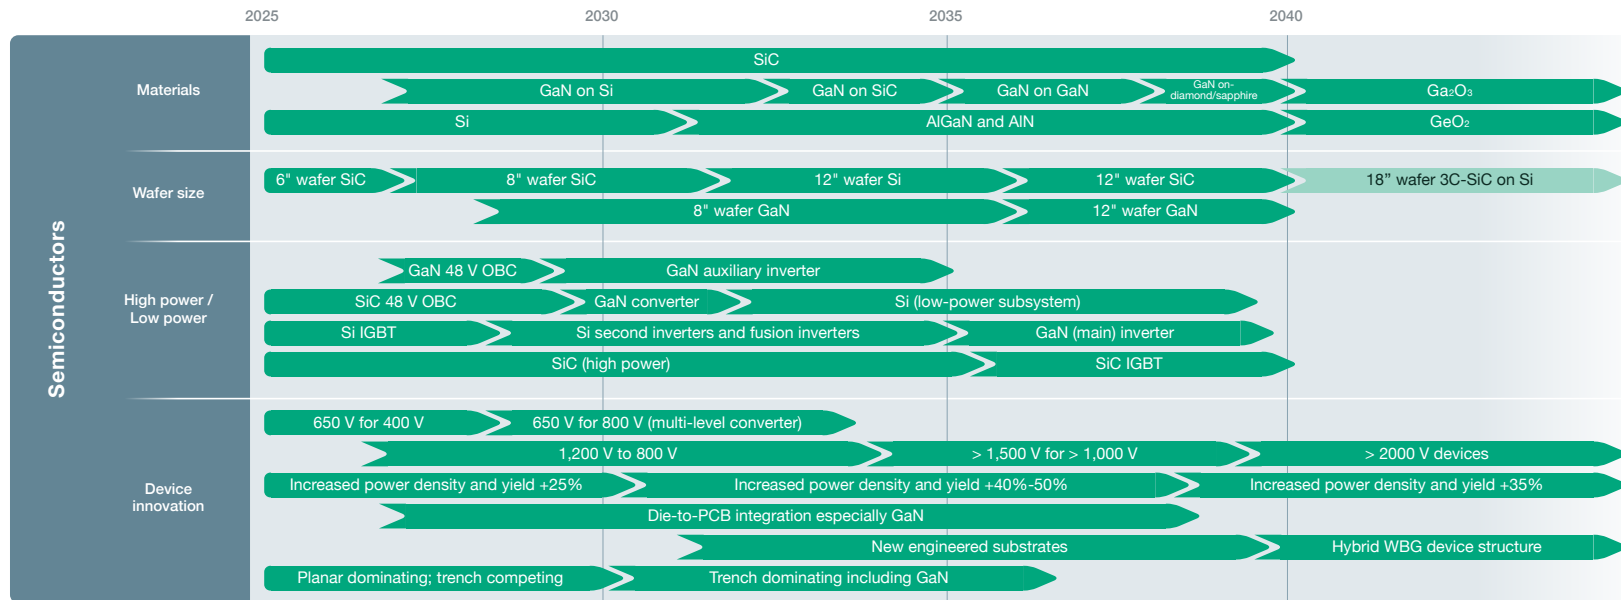 2025 2030 2035 2040
Semiconductors
Materials
SiC
GaN on Si GaN on SiC GaN on GaN GaN on-
diamond/sapphire Ga₂O₃
Si AlGaN and AlN GeO₂
Wafer size
6" wafer SiC 8" wafer SiC 12" wafer Si 12" wafer SiC 18” wafer 3C-SiC on Si
8" wafer GaN 12" wafer GaN
High power /
Low power
GaN 48 V OBC GaN auxiliary inverter
SiC 48 V OBC GaN converter Si (low-power subsystem)
Si IGBT Si second inverters and fusion inverters GaN (main) inverter
SiC (high power) SiC IGBT
Device
innovation
650 V for 400 V 650 V for 800 V (multi-level converter)
1,200 V to 800 V > 1,500 V for > 1,000 V > 2000 V devices
Increased power density and yield +25% Increased power density and yield +40%-50% Increased power density and yield +35%
Die-to-PCB integration especially GaN
New engineered substrates Hybrid WBG device structure
Planar dominating; trench competing Trench dominating including GaN